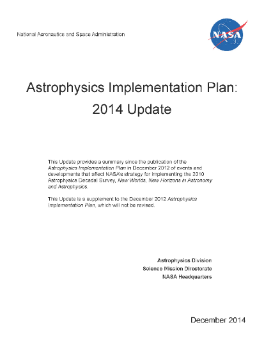 National Aeronautics and Space Administration
NASA
Astrophysics Implementation Plan:
2014 Update
This Update provides a summary since the publication of the
Astrophysics Implementation Plan in December 2012 of events and
developments that affect NASA's strategy for implementing the 2010
Astrophysics Decadal Survey, New Worlds, New Horizons in Astronomy
and Astrophysics.
This Update is a supplement to the December 2012 Astrophysics
Implementation Plan, which will not be revised.
Astrophysics Division
Science Mission Directorate
NASA Headquarters
December 2014